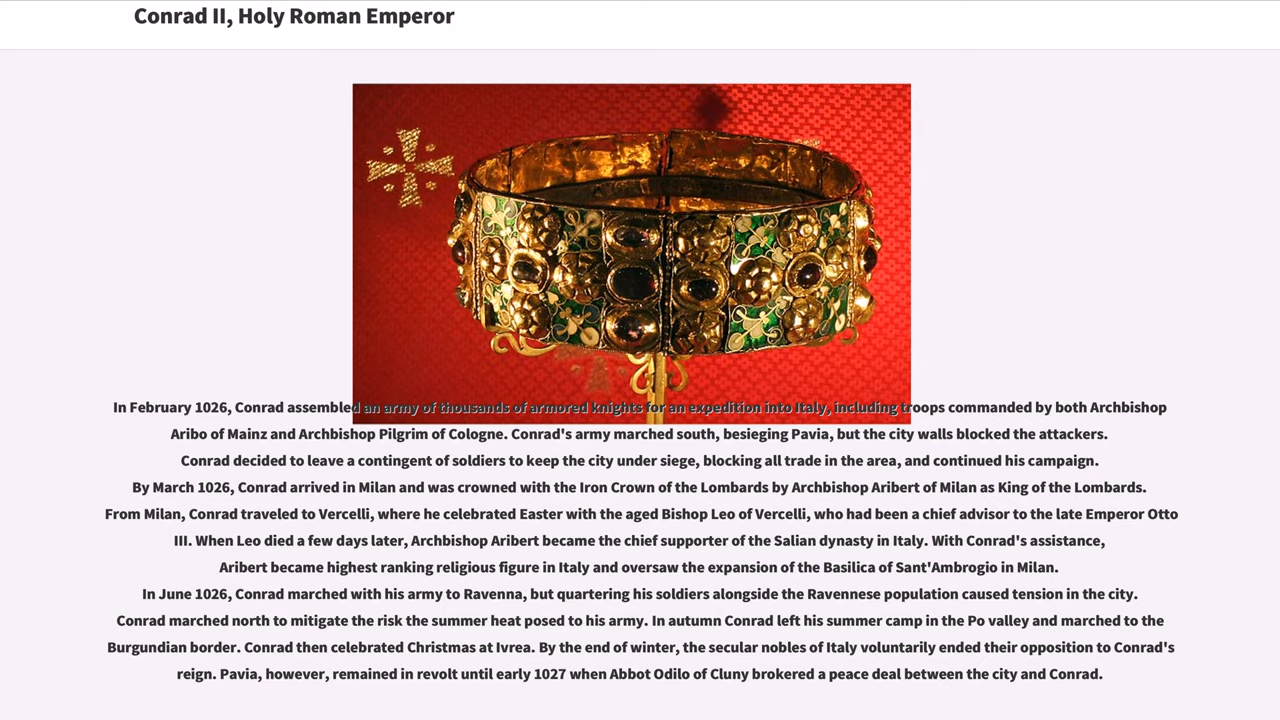 Conrad II, Holy Roman Emperor
In February 1026, Conrad assembled an army of thousands of armored knights for an expedition into Italy, including troops commanded by both Archbishop
Aribo of Mainz and Archbishop Pilgrim of Cologne. Conrad's army marched south, besieging Pavia, but the city walls blocked the attackers.
Conrad decided to leave a contingent of soldiers to keep the city under siege, blocking all trade in the area, and continued his campaign.
By March 1026, Conrad arrived in Milan and was crowned with the Iron Crown of the Lombards by Archbishop Aribert of Milan as King of the Lombards.
From Milan, Conrad traveled to Vercelli, where he celebrated Easter with the aged Bishop Leo of Vercelli, who had been a chief advisor to the late Emperor Otto
III. When Leo died a few days later, Archbishop Aribert became the chief supporter of the Salian dynasty in Italy. With Conrad's assistance,
Aribert became highest ranking religious figure in Italy and oversaw the expansion of the Basilica of Sant'Ambrogio in Milan.
In June 1026, Conrad marched with his army to Ravenna, but quartering his soldiers alongside the Ravennese population caused tension in the city.
Conrad marched north to mitigate the risk the summer heat posed to his army. In autumn Conrad left his summer camp in the Po valley and marched to the
Burgundian border. Conrad then celebrated Christmas at Ivrea. By the end of winter, the secular nobles of Italy voluntarily ended their opposition to Conrad's
reign. Pavia, however, remained in revolt until early 1027 when Abbot Odilo of Cluny brokered a peace deal between the city and Conrad.